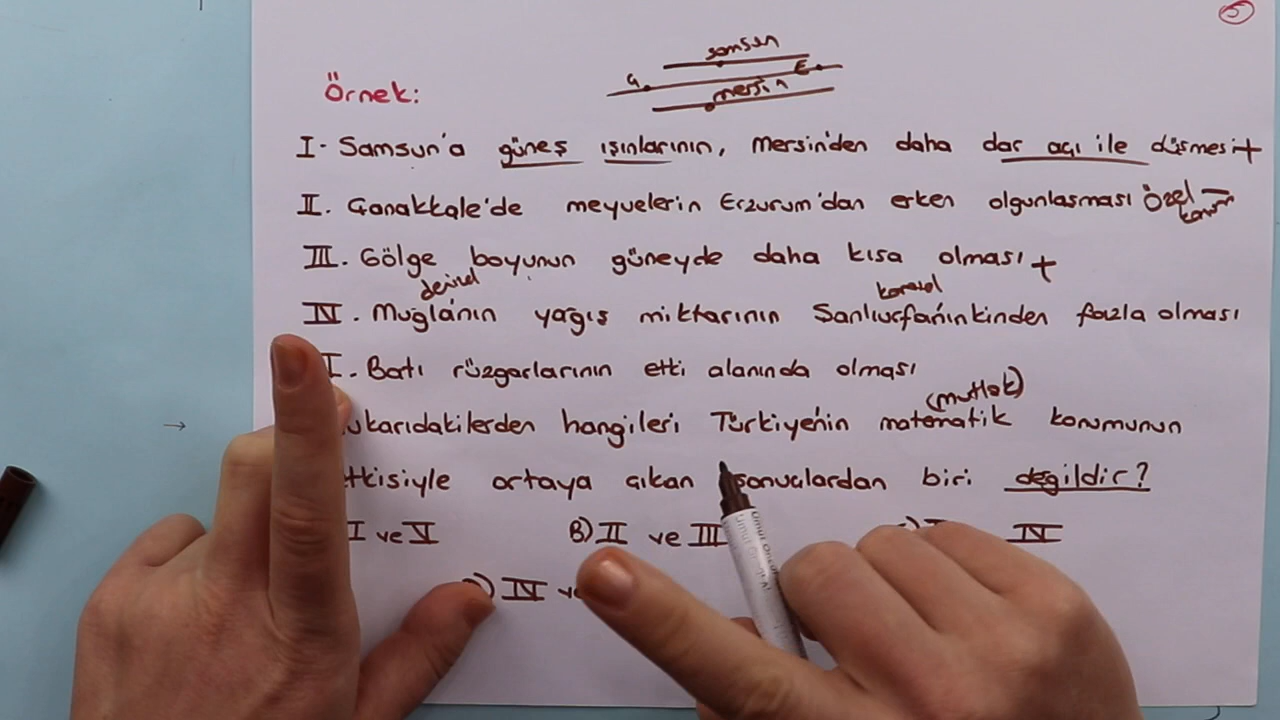 samsun
Ç. E.
mersin
Örnek:
I- Samsun'a güneş ışınlarının, Mersin'den daha dar açı ile düşmesi +
II. Çanakkale'de meyvelerin Erzurum'dan erken olgunlaşması Özel konum -
III. Gölge boyunun güneyde daha kısa olması +
denizel karasal
IV. Muğla'nın yağış miktarının Şanlıurfa'nınkinden fazla olması
I. Batı rüzgarlarının etki alanında olması
(mutlak)
ukarıdakilerden hangileri Türkiye'nin matematik konumunun
tkisiyle ortaya çıkan sonuçlardan biri değildir?
I ve V B) II ve III IV
IV